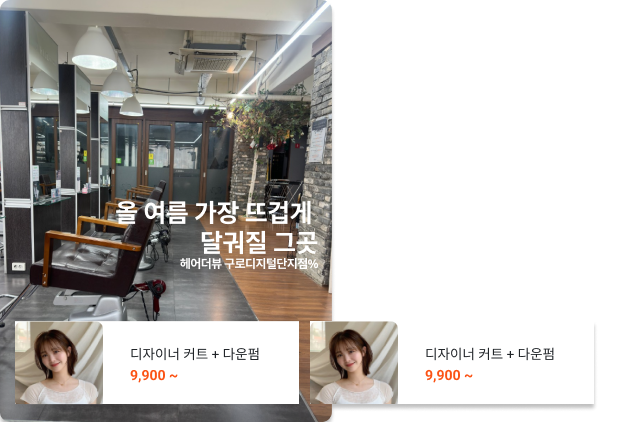 올 여름 가장 뜨겁게
달궈질 그곳
헤어더뷰 구로디지털단지점%
디자이너 커트 + 다운펌
9,900 ~
디자이너 커트 + 다운펌
9,900 ~